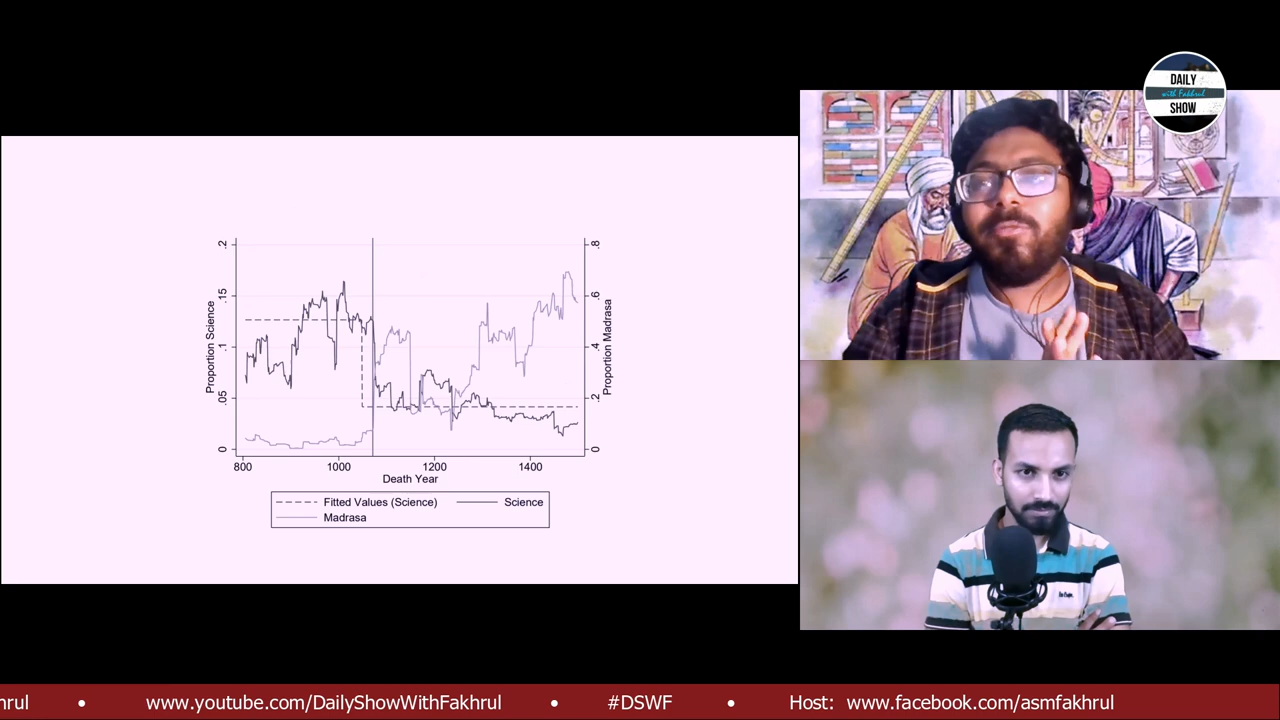 DAILY
with Fakhrul
SHOW
.2
.15
.1
.05
0
Proportion Science
.8
.6
.4
.2
0
Proportion Madrasa
800 1000 1200 1400
Death Year
Fitted Values (Science) Science
Madrasa
hrul • www.youtube.com/DailyShowWithFakhrul • #DSWF • Host: www.facebook.com/asmfakhrul